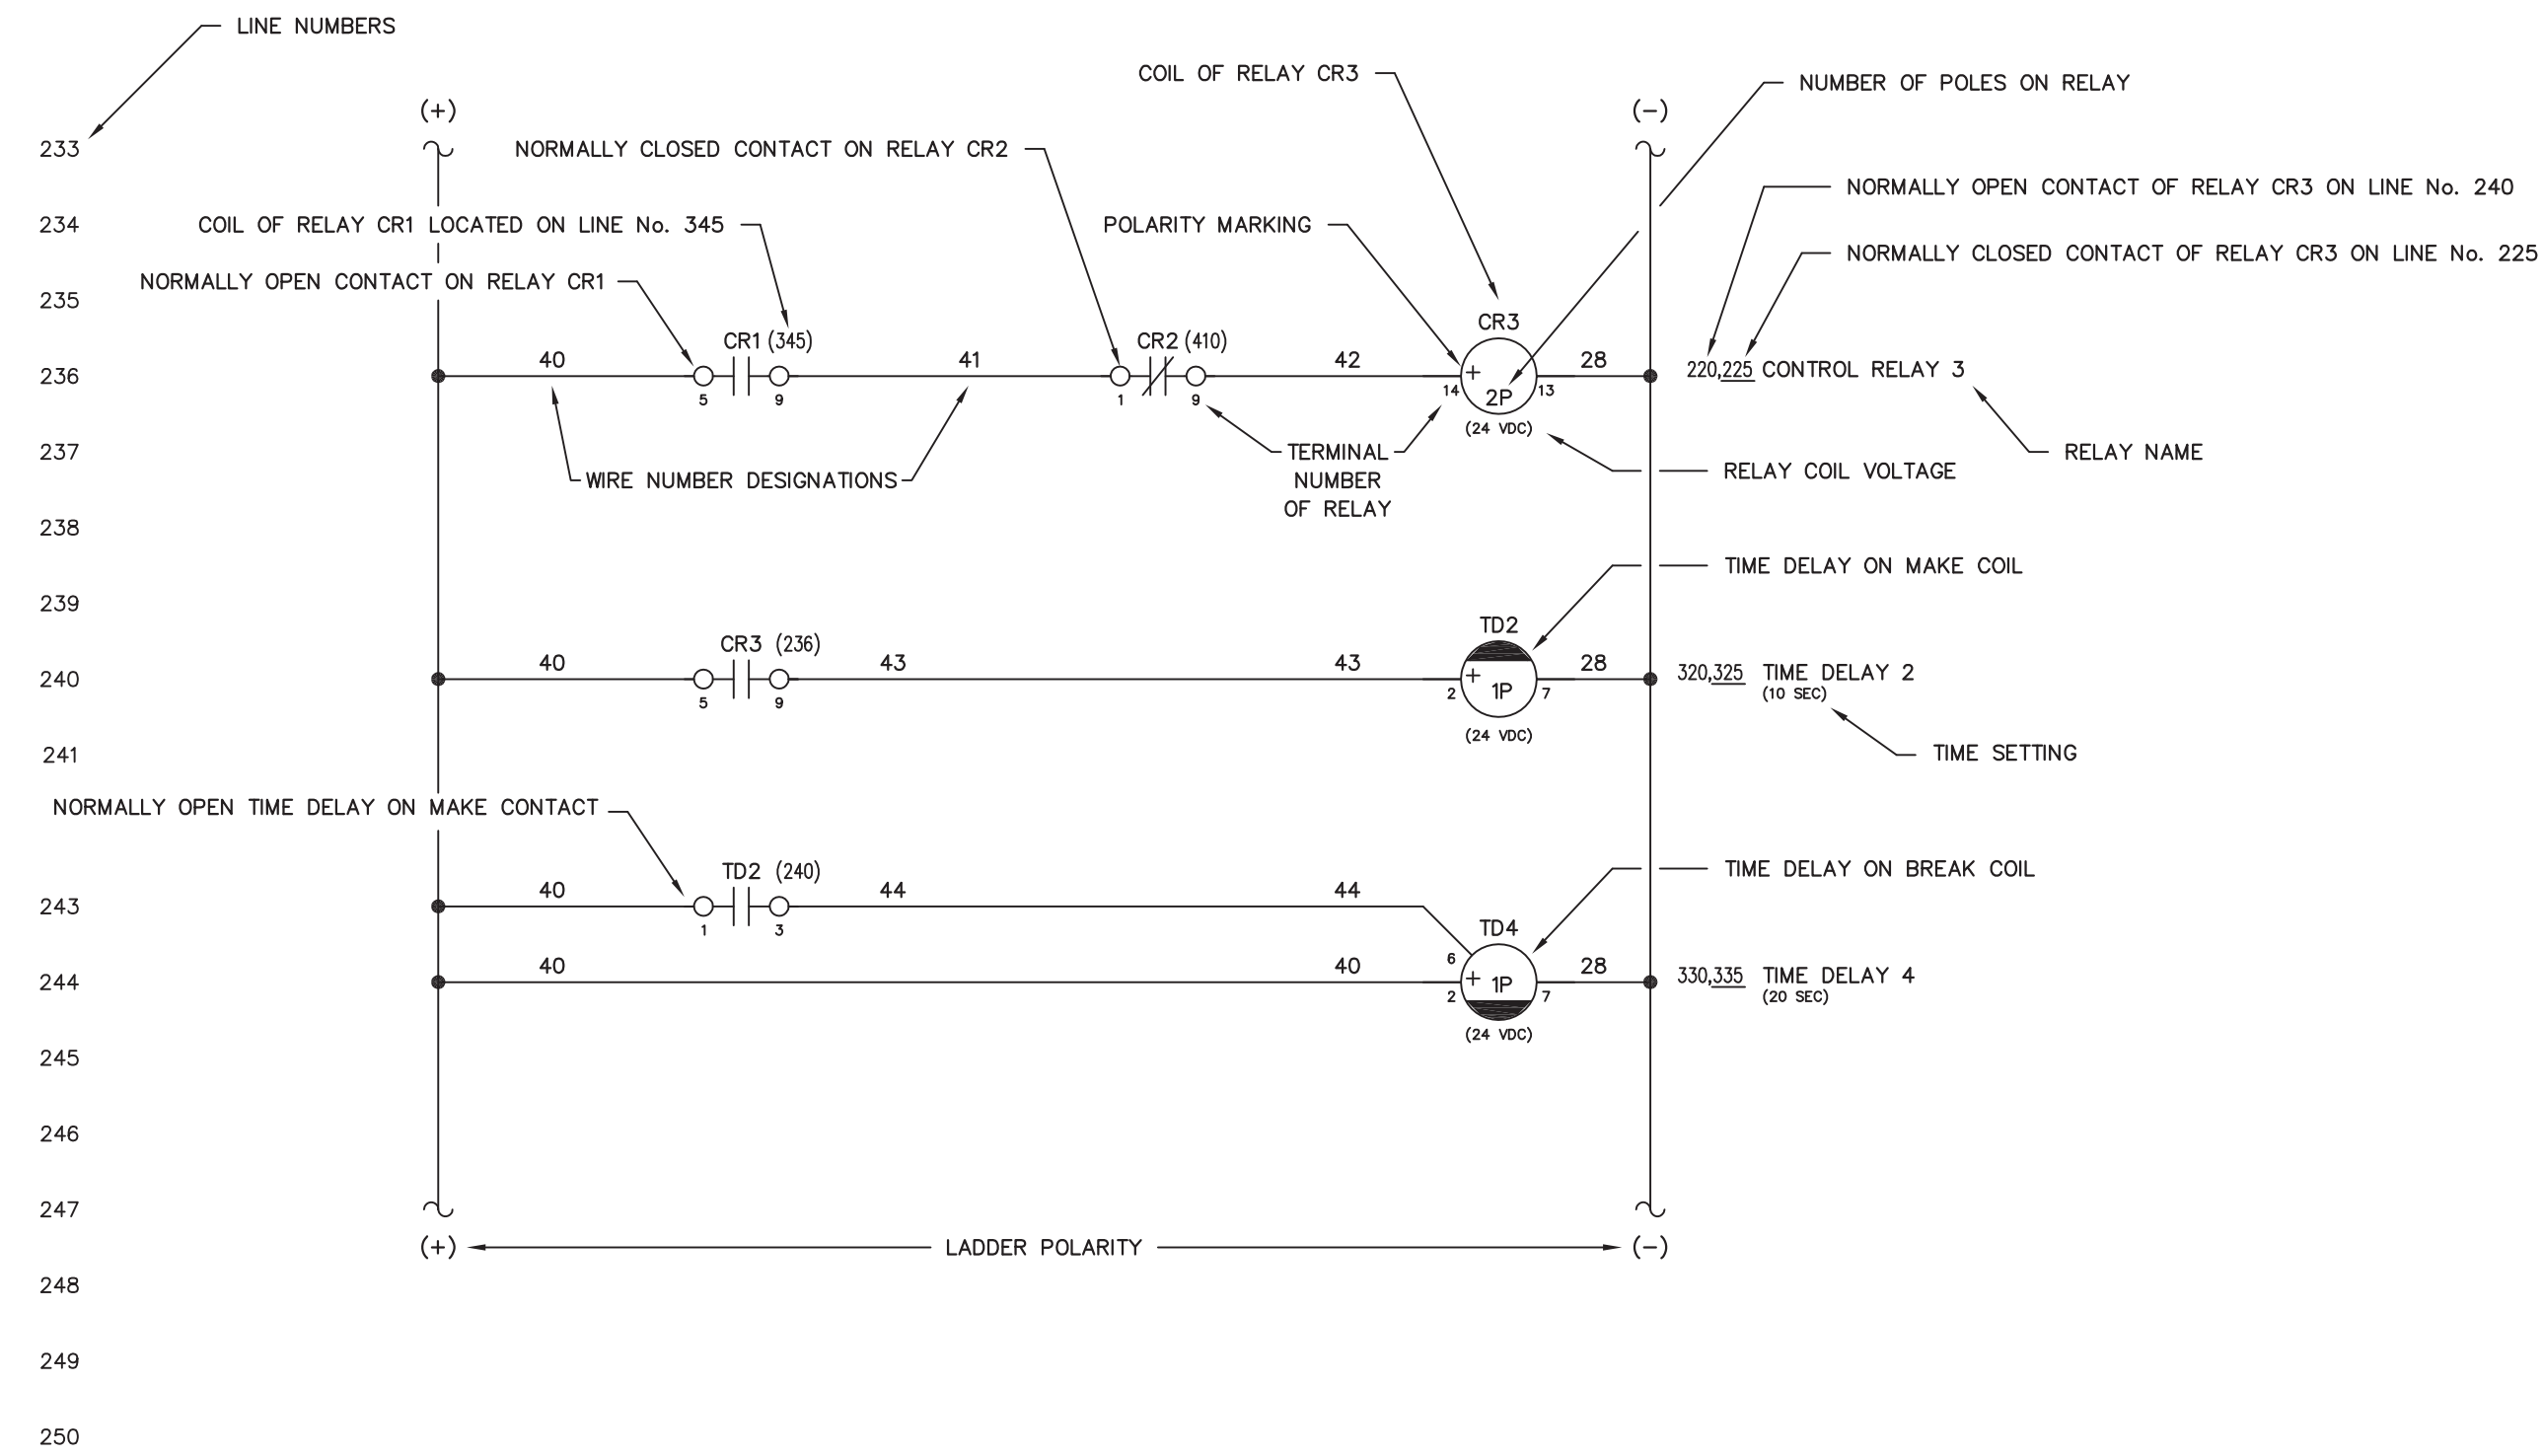 LINE NUMBERS
COIL OF RELAY CR3
NUMBER OF POLES ON RELAY
(+)
(-)
233
NORMALLY CLOSED CONTACT ON RELAY CR2
NORMALLY OPEN CONTACT OF RELAY CR3 ON LINE No. 240
234
COIL OF RELAY CR1 LOCATED ON LINE No. 345
POLARITY MARKING
NORMALLY CLOSED CONTACT OF RELAY CR3 ON LINE No. 225
NORMALLY OPEN CONTACT ON RELAY CR1
235
CR3
CR1 (345)
CR2 (410)
40
41
42
28
236
+
220,225 CONTROL RELAY 3
5
9
1
9
14
2P
13
(24 VDC)
237
TERMINAL
NUMBER
OF RELAY
RELAY NAME
WIRE NUMBER DESIGNATIONS
RELAY COIL VOLTAGE
238
TIME DELAY ON MAKE COIL
239
TD2
CR3 (236)
40
43
43
28
240
+
320,325 TIME DELAY 2
(10 SEC)
5
9
2
1P
7
(24 VDC)
241
TIME SETTING
NORMALLY OPEN TIME DELAY ON MAKE CONTACT
TD2 (240)
TIME DELAY ON BREAK COIL
40
44
44
243
1
3
TD4
6
40
40
28
244
+
1P
330,335 TIME DELAY 4
(20 SEC)
2
7
(24 VDC)
245
246
247
(+)
LADDER POLARITY
(-)
248
249
250